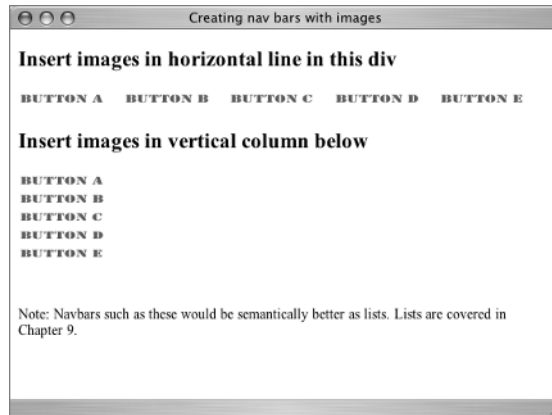 Creating nav bars with images
Insert images in horizontal line in this div
BUTTON A BUTTON B BUTTON C BUTTON D BUTTON E
Insert images in vertical column below
BUTTON A
BUTTON B
BUTTON C
BUTTON D
BUTTON E
Note: Navbars such as these would be semantically better as lists. Lists are covered in
Chapter 9.